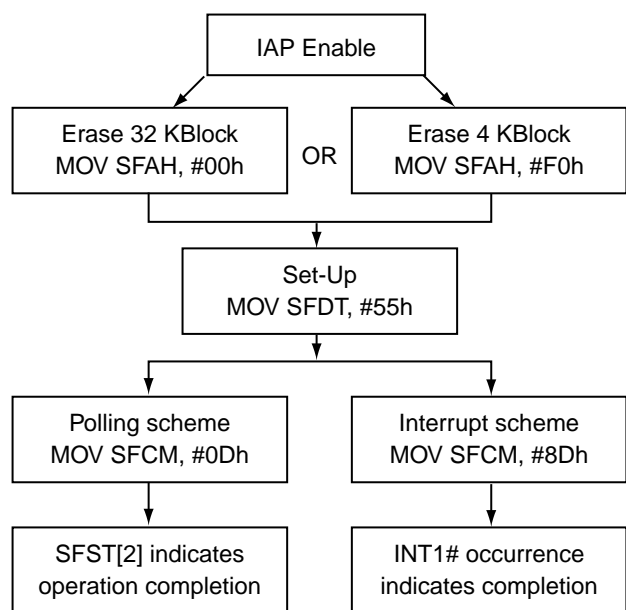 IAP Enable
Erase 32 KBlock
MOV SFAH, #00h
OR
Erase 4 KBlock
MOV SFAH, #F0h
Set-Up
MOV SFDT, #55h
Polling scheme
MOV SFCM, #0Dh
Interrupt scheme
MOV SFCM, #8Dh
SFST[2] indicates
operation completion
INT1# occurrence
indicates completion